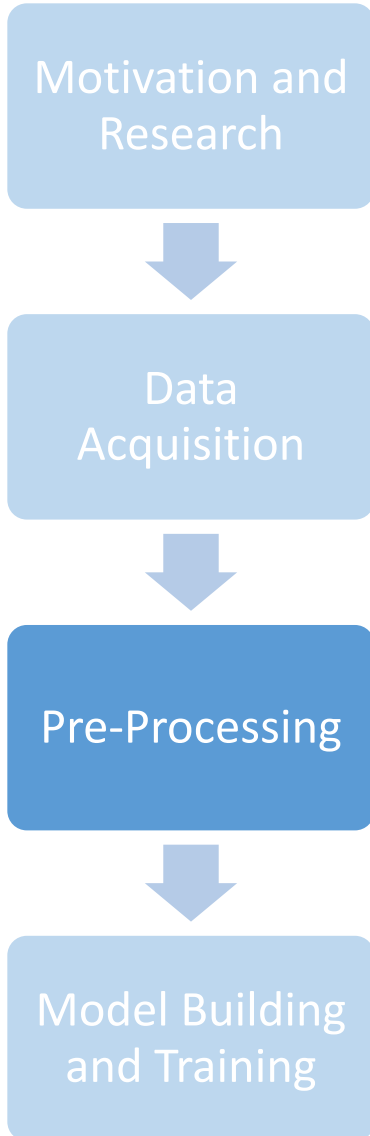 Motivation and
Research
Data
Acquisition
Pre-Processing
Model Building
and Training